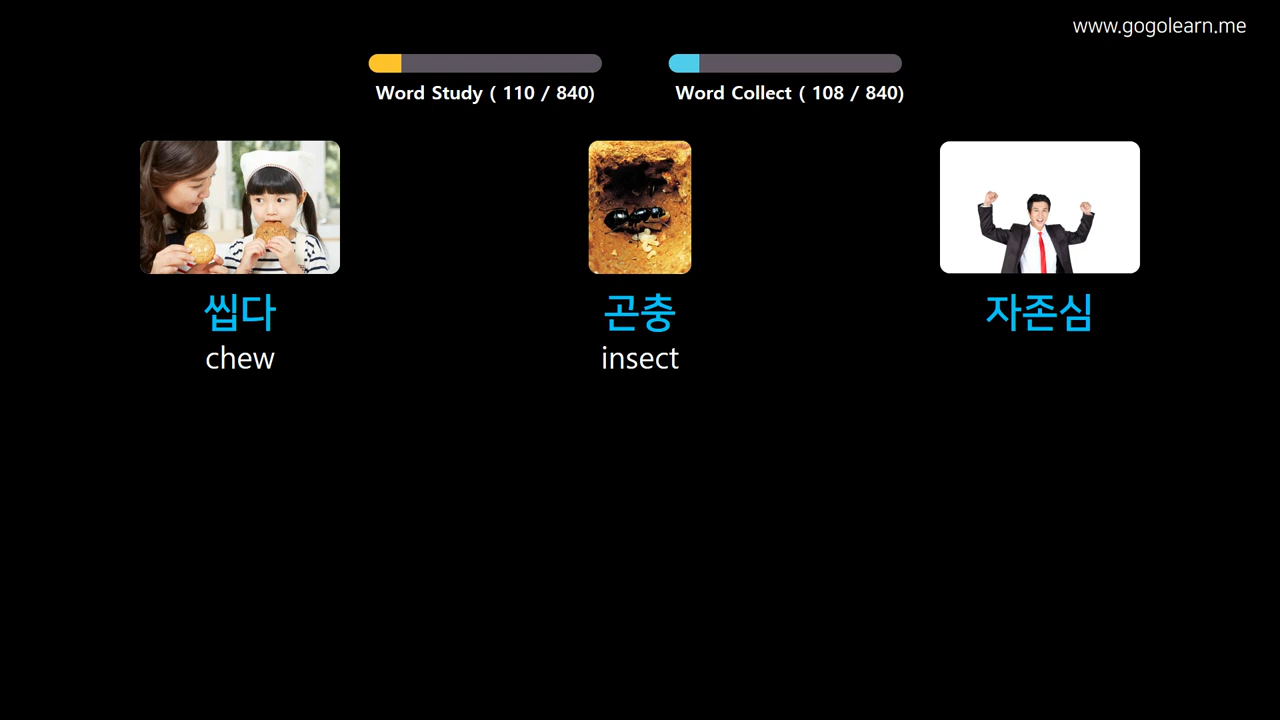 www.gogolearn.me
Word Study ( 110 / 840)
Word Collect ( 108 / 840)
씹다
곤충
자존심
chew
insect